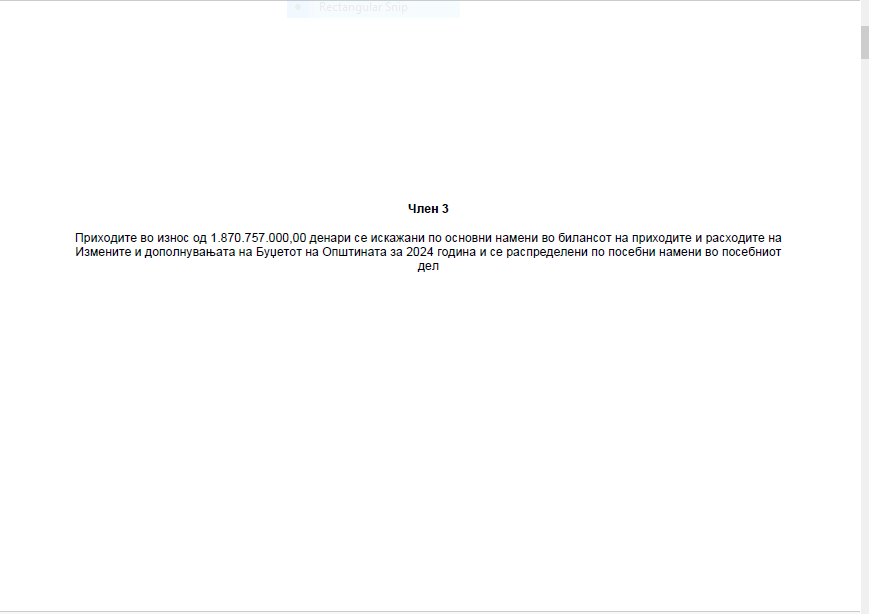 Rectangular Snip
Член 3
Приходите во износ од 1.870.757.000,00 денари се искажани по основни намени во билансот на приходите и расходите на
Измените и дополнувањата на Буџетот на Општината за 2024 година и се распределени по посебни намени во посебниот
дел